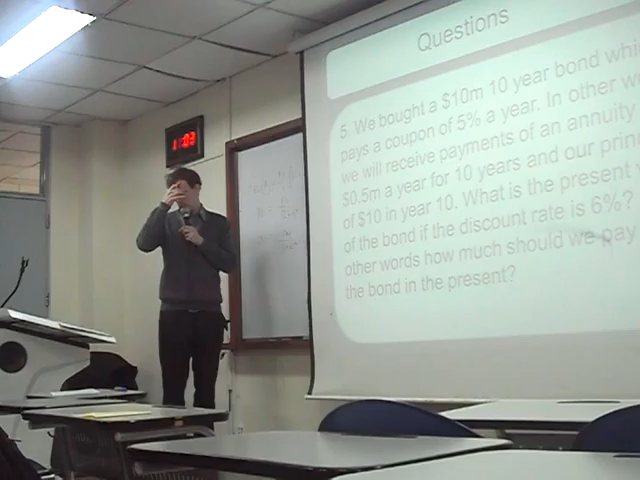 11:03
Questions
5. We bought a $10m 10 year bond
pays a coupon of 5% a year. In other
we will receive payments of an annuity
$0.5m a year for 10 years and our
of $10 in year 10. What is the present
of the bond if the discount rate is 6%?
other words how much should we pay
the bond in the present?